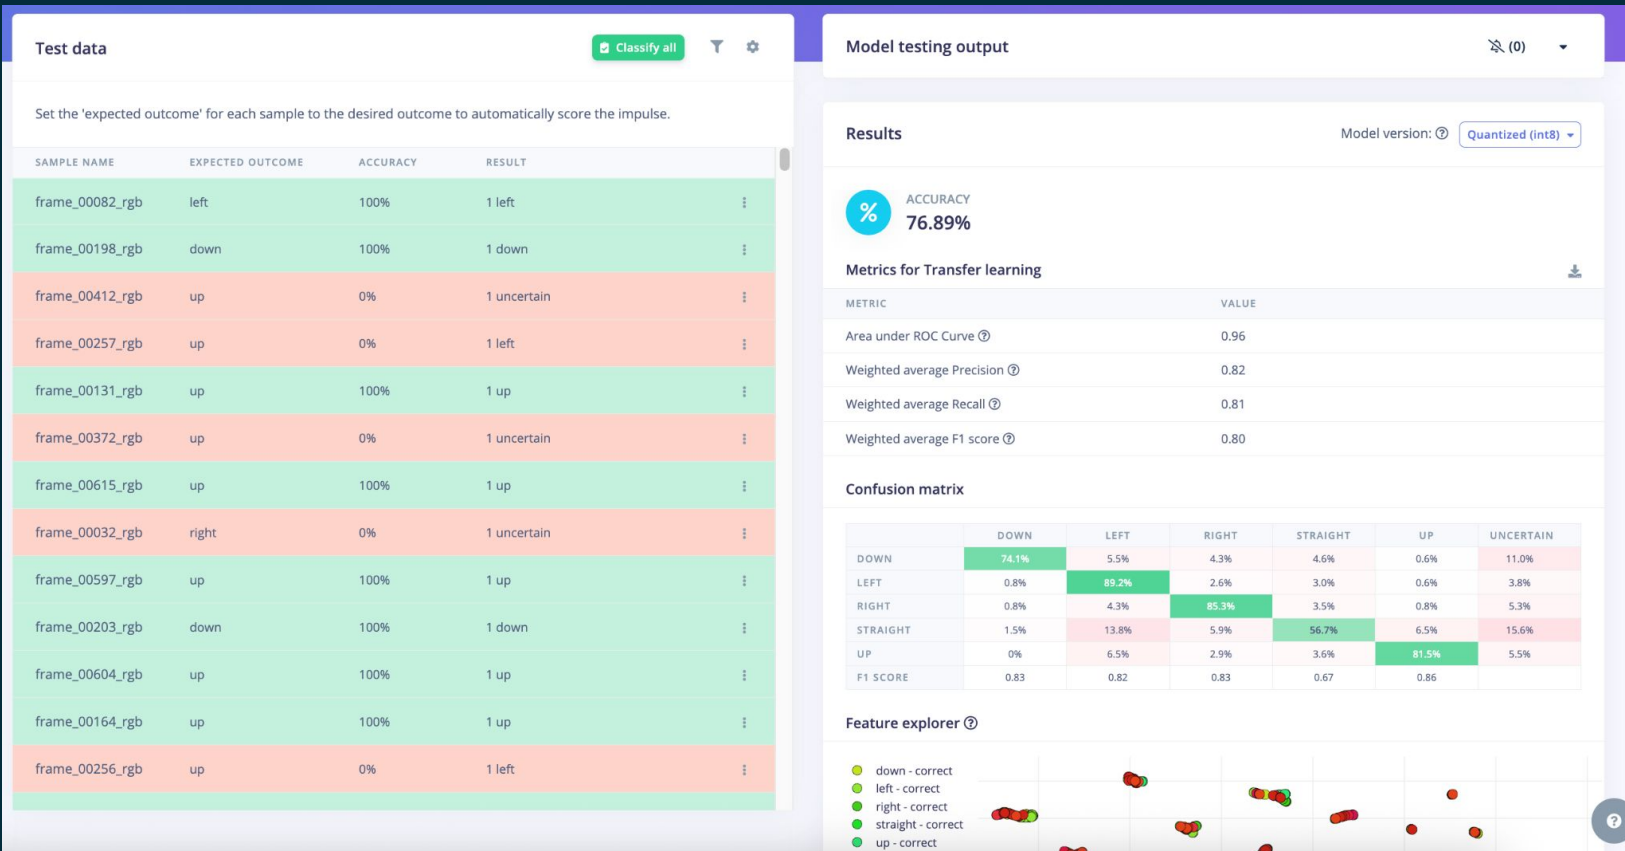 Test data
Classify all
Set the 'expected outcome' for each sample to the desired outcome to automatically score the impulse.
SAMPLE NAME EXPECTED OUTCOME ACCURACY RESULT
frame_00082_rgb left 100% 1 left
frame_00198_rgb down 100% 1 down
frame_00412_rgb up 0% 1 uncertain
frame_00257_rgb up 0% 1 left
frame_00131_rgb up 100% 1 up
frame_00372_rgb up 0% 1 uncertain
frame_00615_rgb up 100% 1 up
frame_00032_rgb right 0% 1 uncertain
frame_00597_rgb up 100% 1 up
frame_00203_rgb down 100% 1 down
frame_00604_rgb up 100% 1 up
frame_00164_rgb up 100% 1 up
frame_00256_rgb up 0% 1 left
Model testing output
(0)
Results
Model version: ? Quantized (int8)
%
ACCURACY
76.89%
Metrics for Transfer learning
METRIC VALUE
Area under ROC Curve ? 0.96
Weighted average Precision ? 0.82
Weighted average Recall ? 0.81
Weighted average F1 score ? 0.80
Confusion matrix
DOWN LEFT RIGHT STRAIGHT UP UNCERTAIN
DOWN 74.1% 5.5% 4.3% 4.6% 0.6% 11.0%
LEFT 0.8% 89.2% 2.6% 3.0% 0.6% 3.8%
RIGHT 0.8% 4.3% 85.3% 3.5% 0.8% 5.3%
STRAIGHT 1.5% 13.8% 5.9% 56.7% 6.5% 15.6%
UP 0% 6.5% 2.9% 3.6% 81.5% 5.5%
F1 SCORE 0.83 0.82 0.83 0.67 0.86
Feature explorer ?
down - correct
left - correct
right - correct
straight - correct
up - correct
?